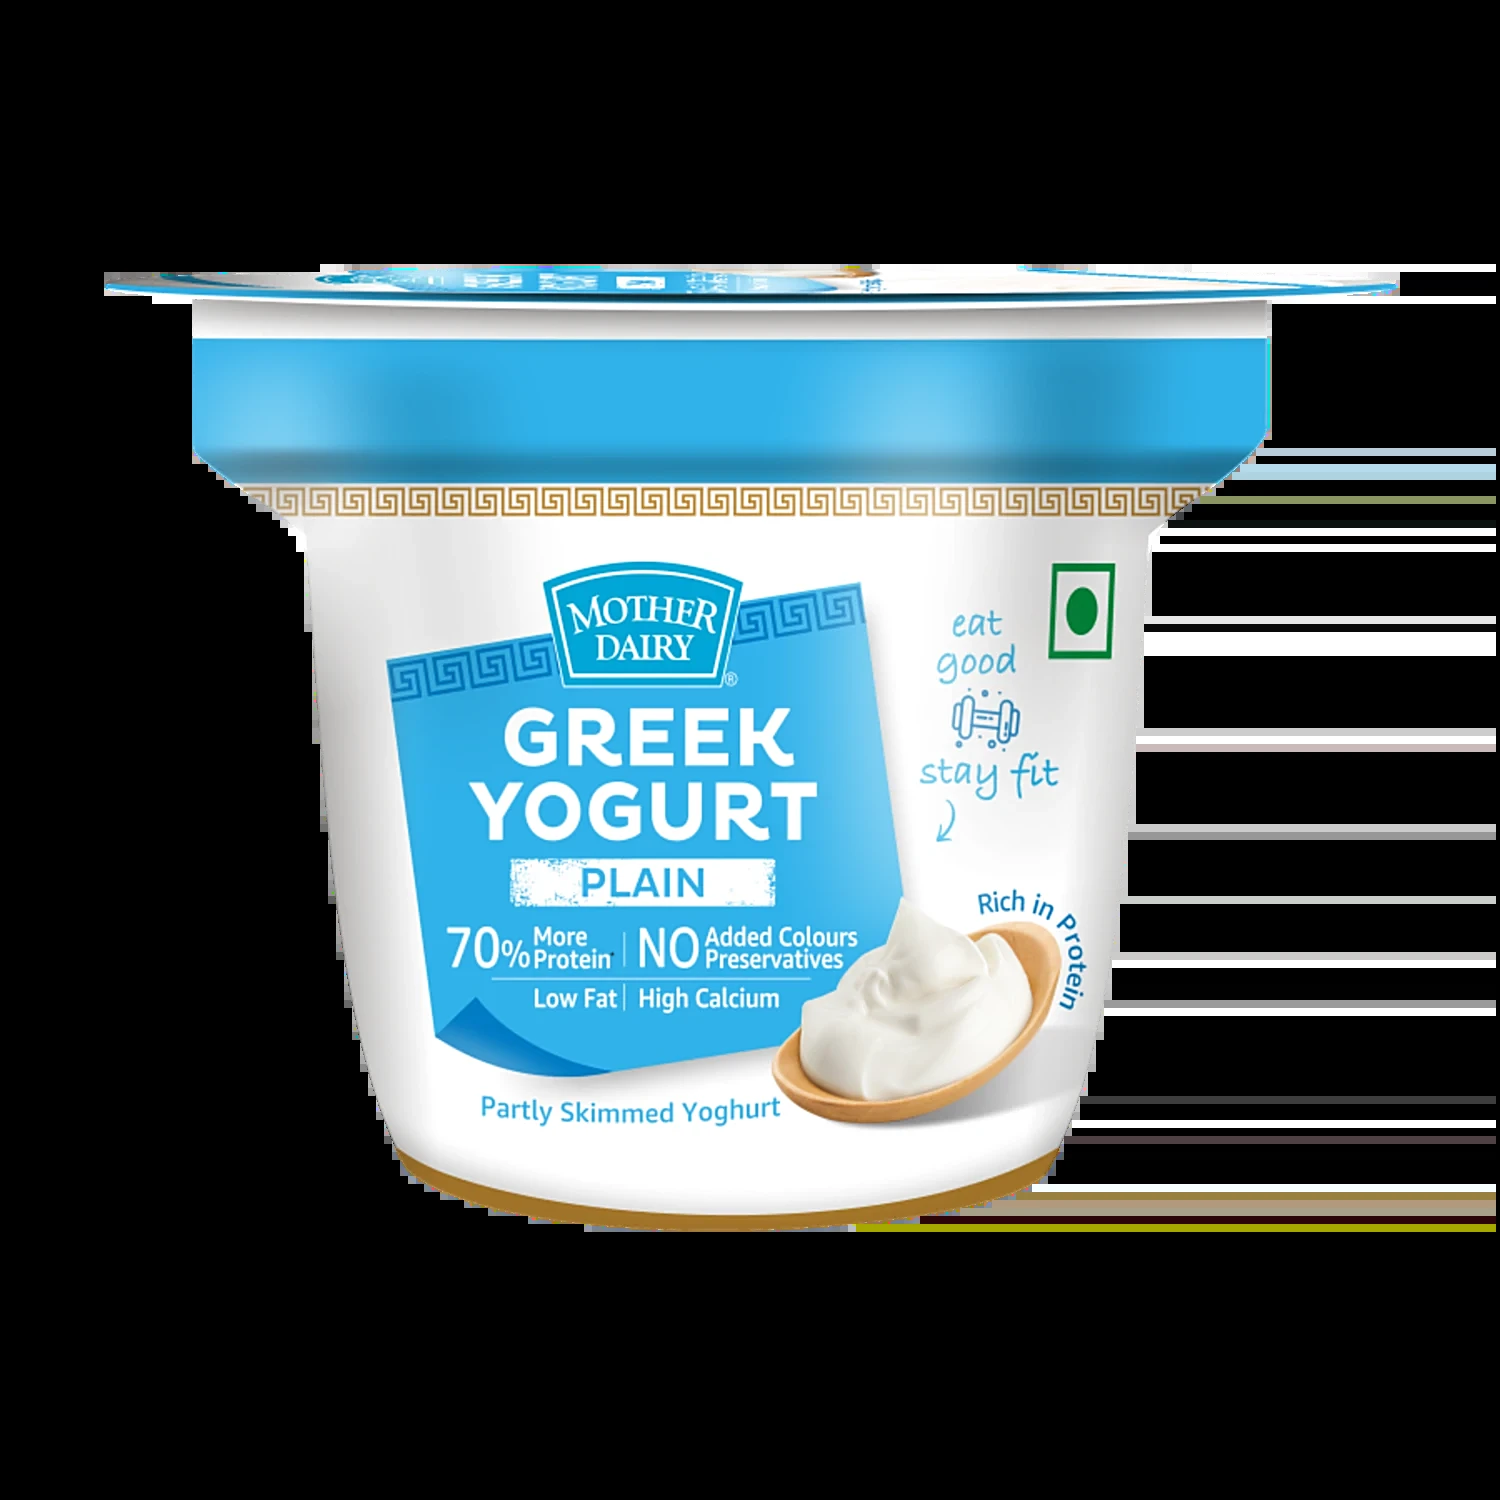 MOTHER
DAIRY
®
GREEK
YOGURT
PLAIN
70% More Protein* | NO Added Colours Preservatives
Low Fat | High Calcium
Partly Skimmed Yoghurt
eat
good
stay fit
Rich in Protein